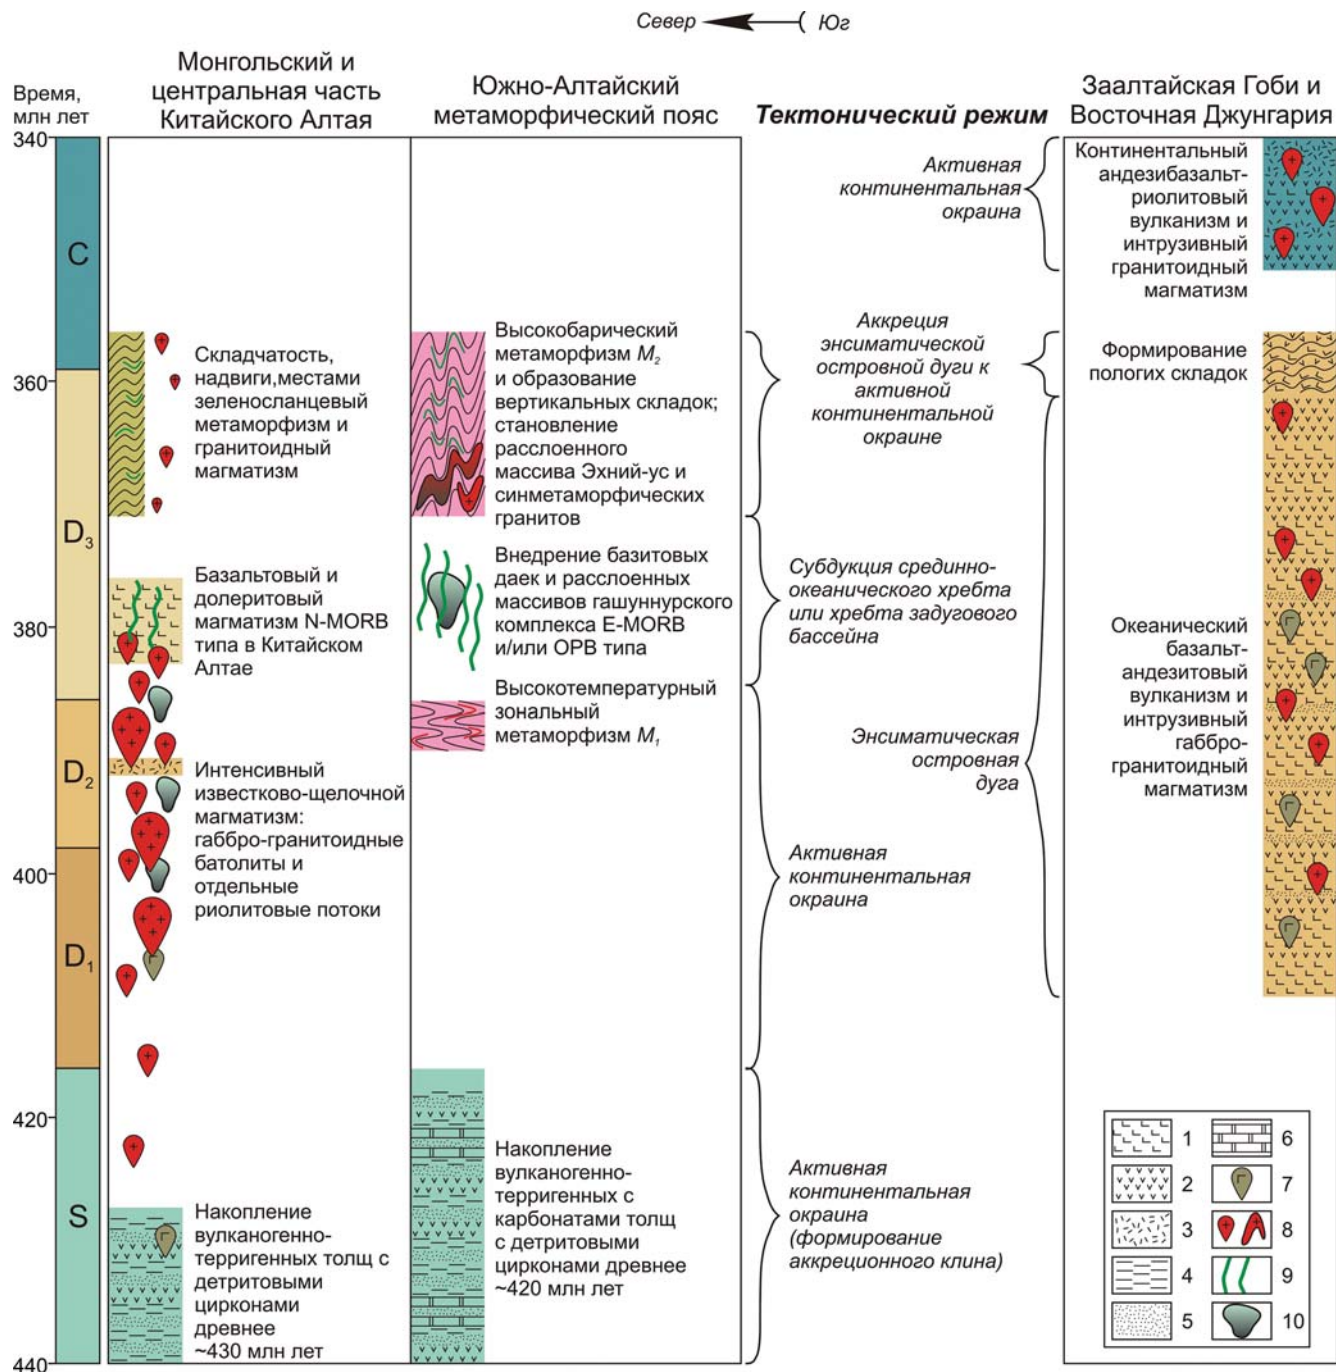 Север
Юг
Время,
млн лет
Монгольский и
центральная часть
Китайского Алтая
Южно-Алтайский
метаморфический пояс
Тектонический режим
Заалтайская Гоби и
Восточная Джунгария
340
360
380
400
420
440
C
D3
D2
D1
S
Складчатость,
надвиги,местами
зеленосланцевый
метаморфизм и
гранитоидный
магматизм
Базальтовый и
долеритовый
магматизм N-MORB
типа в Китайском
Алтае
Интенсивный
известково-щелочной
магматизм:
габбро-гранитоидные
батолиты и
отдельные
риолитовые потоки
Накопление
вулканогенно-
терригенных толщ с
детритовыми
цирконами
древнее
~430 млн лет
Высокобарический
метаморфизм M2
и образование
вертикальных складок;
становление
расслоенного
массива Эхний-ус и
синметаморфических
гранитов
Внедрение базитовых
даек и расслоенных
массивов гашуннурского
комплекса E-MORB
и/или ОРВ типа
Высокотемпературный
зональный
метаморфизм M1
Накопление
вулканогенно-
терригенных с
карбонатами толщ
с детритовыми
цирконами древнее
~420 млн лет
Активная
континентальная
окраина
Аккреция
энсиматической
островной дуги к
активной
континентальной
окраине
Субдукция срединно-
океанического хребта
или хребта задугового
бассейна
Энсиматическая
островная
дуга
Активная
континентальная
окраина
Активная
континентальная
окраина
(формирование
аккреционного клина)
Континентальный
андезибазальт-
риолитовый
вулканизм и
интрузивный
гранитоидный
магматизм
Формирование
пологих складок
Океанический
базальт-
андезитовый
вулканизм и
интрузивный
габбро-
гранитоидный
магматизм
1
2
3
4
5
6
7
8
9
10